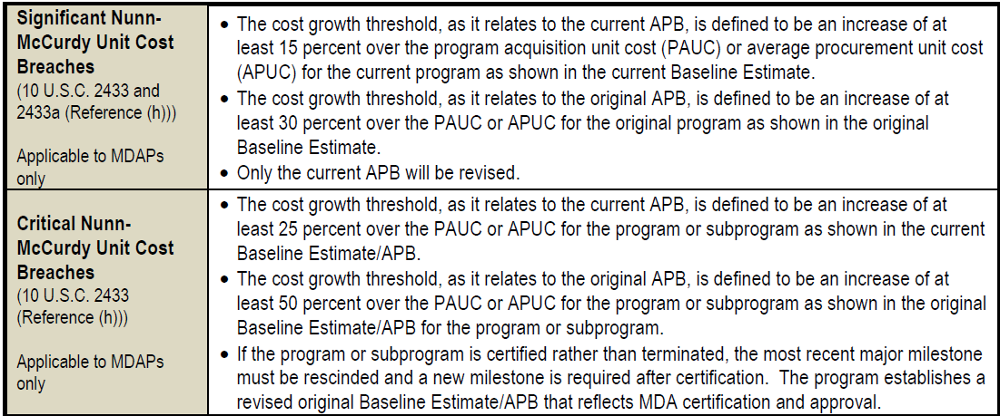 Significant Nunn-
McCurdy Unit Cost
Breaches
(10 U.S.C. 2433 and
2433a (Reference (h)))
Applicable to MDAPs
only
• The cost growth threshold, as it relates to the current APB, is defined to be an increase of at
least 15 percent over the program acquisition unit cost (PAUC) or average procurement unit cost
(APUC) for the current program as shown in the current Baseline Estimate.
• The cost growth threshold, as it relates to the original APB, is defined to be an increase of at
least 30 percent over the PAUC or APUC for the original program as shown in the original
Baseline Estimate.
• Only the current APB will be revised.
Critical Nunn-
McCurdy Unit Cost
Breaches
(10 U.S.C. 2433
(Reference (h)))
Applicable to MDAPs
only
• The cost growth threshold, as it relates to the current APB, is defined to be an increase of at
least 25 percent over the PAUC or APUC for the program or subprogram as shown in the current
Baseline Estimate/APB.
• The cost growth threshold, as it relates to the original APB, is defined to be an increase of at
least 50 percent over the PAUC or APUC for the program or subprogram as shown in the original
Baseline Estimate/APB for the program or subprogram.
• If the program or subprogram is certified rather than terminated, the most recent major milestone
must be rescinded and a new milestone is required after certification.  The program establishes a
revised original Baseline Estimate/APB that reflects MDA certification and approval.